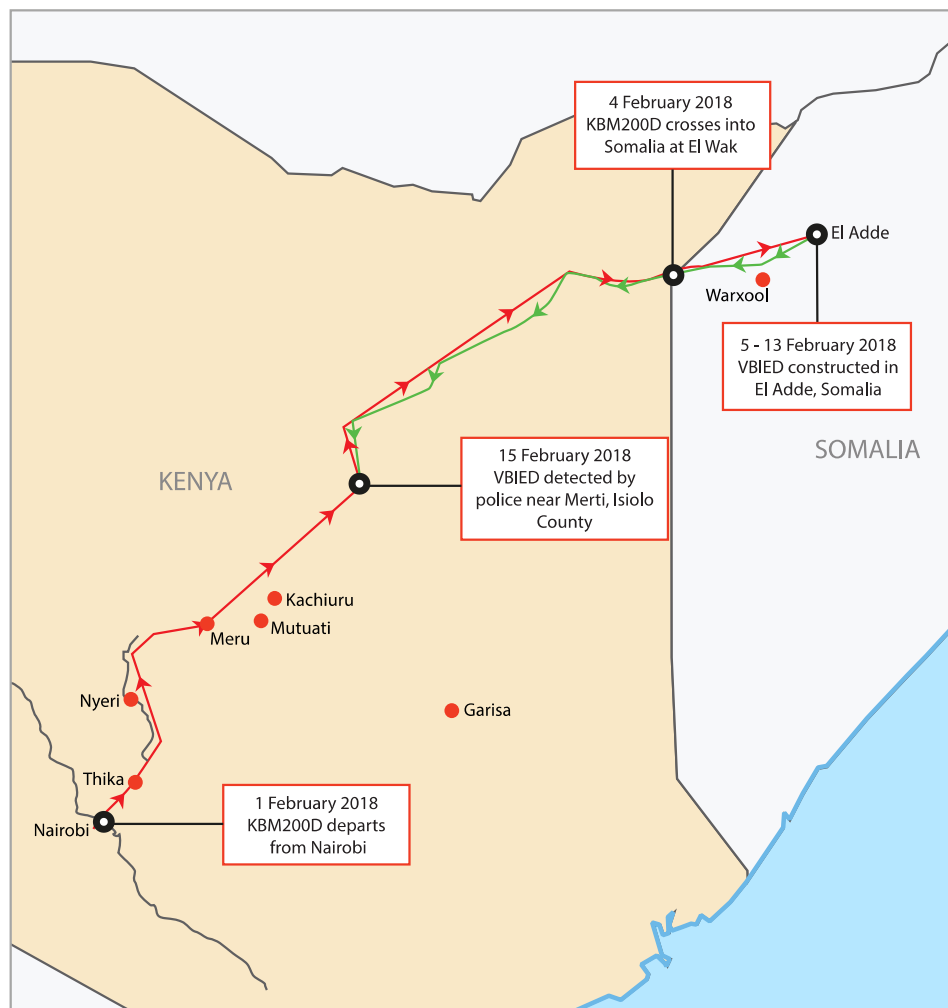 4 February 2018
KBM200D crosses into
Somalia at El Wak
El Adde
Warxool
5 - 13 February 2018
VBIED constructed in
El Adde, Somalia
SOMALIA
KENYA
15 February 2018
VBIED detected by
police near Merti, Isiolo
County
Kachiuru
Mutuati
Meru
Nyeri
Garisa
Thika
1 February 2018
KBM200D departs
from Nairobi
Nairobi